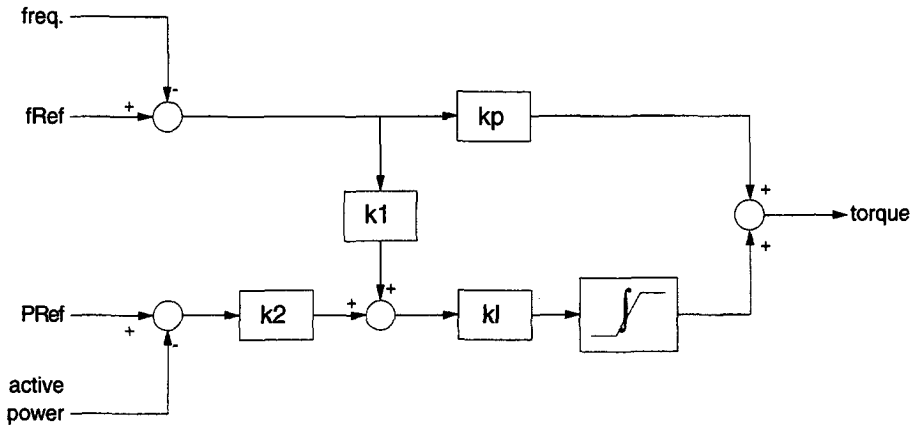 freq.
-
+
fRef
kp
+
k1
torque
+
+
PRef
+
k2
+
kI
-
active
power